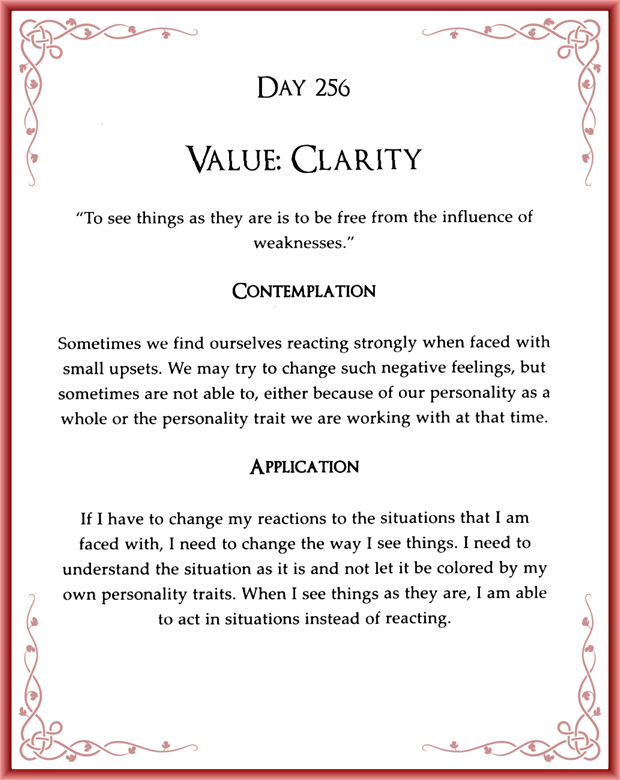 DAY 256
VALUE: CLARITY
“To see things as they are is to be free from the influence of
weaknesses.”
CONTEMPLATION
Sometimes we find ourselves reacting strongly when faced with
small upsets. We may try to change such negative feelings, but
sometimes are not able to, either because of our personality as a
whole or the personality trait we are working with at that time.
APPLICATION
If I have to change my reactions to the situations that I am
faced with, I need to change the way I see things. I need to
understand the situation as it is and not let it be colored by my
own personality traits. When I see things as they are, I am able
to act in situations instead of reacting.